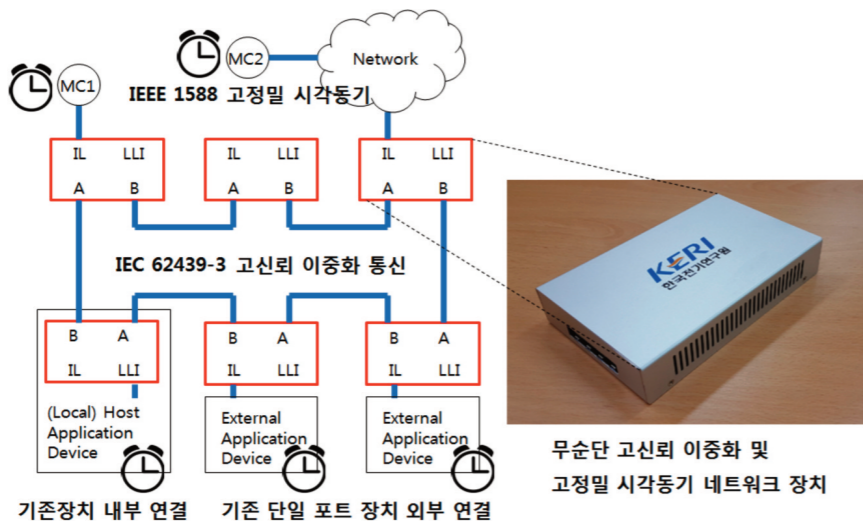 MC2
Network
MC1
IEEE 1588 고정밀 시각동기
IL LLI
A B
IL LLI
A B
IL LLI
A B
IEC 62439-3 고신뢰 이중화 통신
B A
IL LLI
B A
IL LLI
B A
IL LLI
(Local) Host
Application
Device
External
Application
Device
External
Application
Device
기존장치 내부 연결
기존 단일 포트 장치 외부 연결
KERI
한국전기연구원
무순단 고신뢰 이중화 및
고정밀 시각동기 네트워크 장치